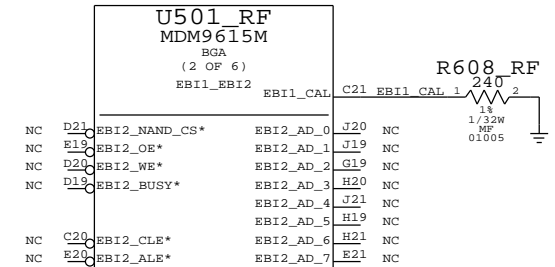 U501_RF
MDM9615M
BGA
(2 OF 6)
EBI1_EBI2
R608_RF
EBI1_CAL C21 EBI1_CAL 1 240 2
1%
1/32W
MF
01005
NC D21 EBI2_NAND_CS* EBI2_AD_0 J20 NC
NC E19 EBI2_OE* EBI2_AD_1 J19 NC
NC D20 EBI2_WE* EBI2_AD_2 G19 NC
NC D19 EBI2_BUSY* EBI2_AD_3 H20 NC
EBI2_AD_4 J21 NC
EBI2_AD_5 H19 NC
NC C20 EBI2_CLE* EBI2_AD_6 H21 NC
NC E20 EBI2_ALE* EBI2_AD_7 E21 NC